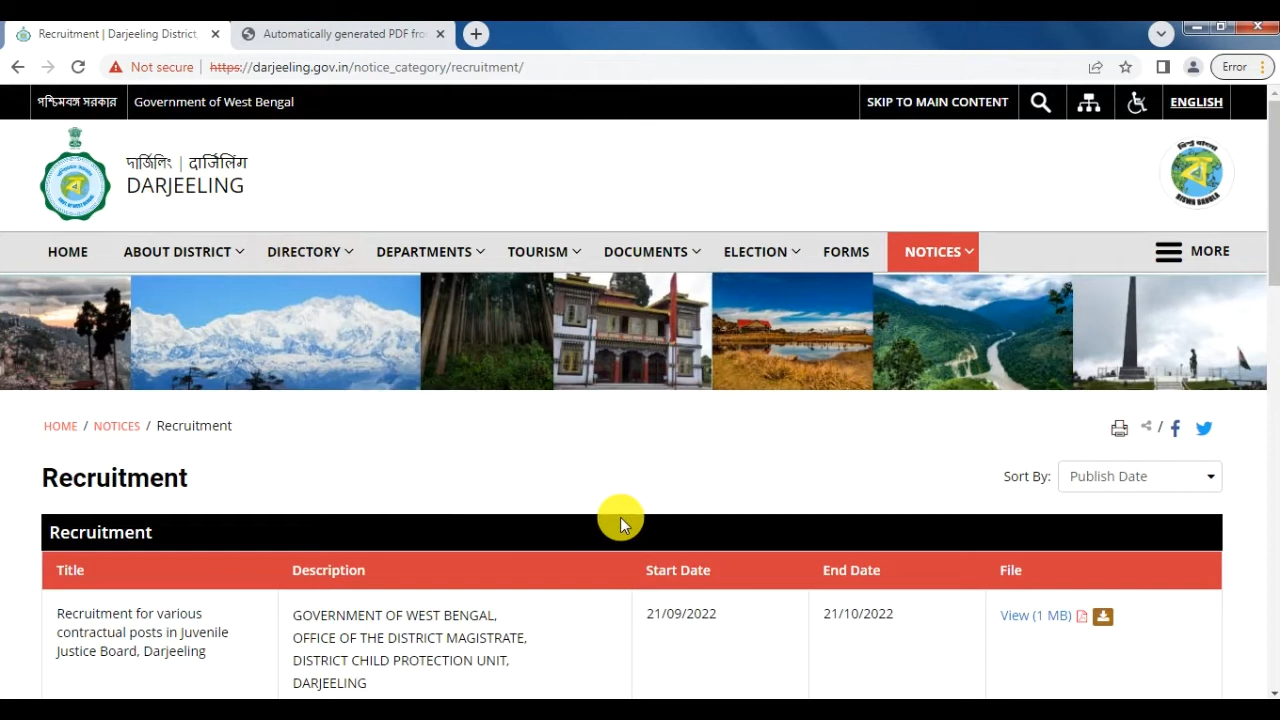 Recruitment | Darjeeling District,
Automatically generated PDF fro
Not secure
https://darjeeling.gov.in/notice_category/recruitment/
Error
পশ্চিমবঙ্গ সরকার
Government of West Bengal
SKIP TO MAIN CONTENT
ENGLISH
দার্জিলিং | दार्जिलिंग
DARJEELING
BISWA BANGLA
HOME
ABOUT DISTRICT
DIRECTORY
DEPARTMENTS
TOURISM
DOCUMENTS
ELECTION
FORMS
NOTICES
MORE
HOME / NOTICES / Recruitment
Recruitment
Sort By:
Publish Date
Recruitment
Title
Description
Start Date
End Date
File
Recruitment for various
contractual posts in Juvenile
Justice Board, Darjeeling
GOVERNMENT OF WEST BENGAL,
OFFICE OF THE DISTRICT MAGISTRATE,
DISTRICT CHILD PROTECTION UNIT,
DARJEELING
21/09/2022
21/10/2022
View (1 MB)